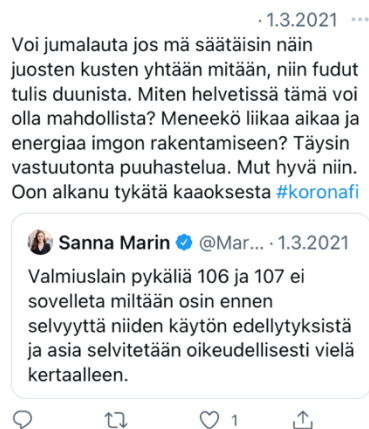 · 1.3.2021
Voi jumalauta jos mä säätäisin näin
juosten kusten yhtään mitään, niin fudut
tulis duunista. Miten helvetissä tämä voi
olla mahdollista? Meneekö liikaa aikaa ja
energiaa imgon rakentamiseen? Täysin
vastuutonta puuhastelua. Mut hyvä niin.
Oon alkanu tykätä kaaoksesta #koronafi
Sanna Marin @Mar... · 1.3.2021
Valmiuslain pykäliä 106 ja 107 ei
sovelleta miltään osin ennen
selvyyttä niiden käytön edellytyksistä
ja asia selvitetään oikeudellisesti vielä
kertaalleen.
1